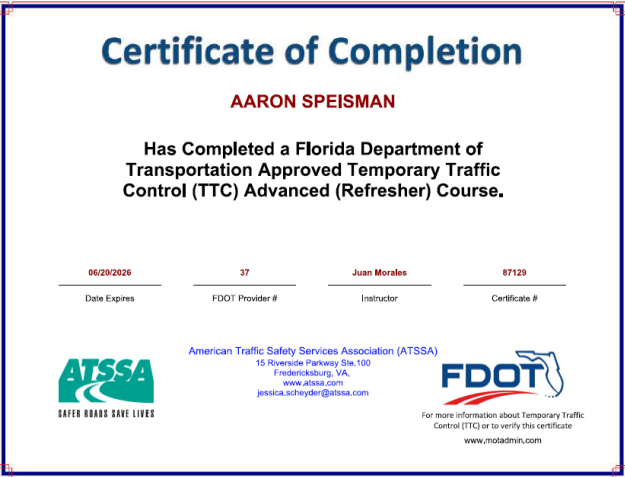 Certificate of Completion
AARON SPEISMAN
Has Completed a Florida Department of
Transportation Approved Temporary Traffic
Control (TTC) Advanced (Refresher) Course.
06/20/2026
Date Expires
37
FDOT Provider #
Juan Morales
Instructor
87129
Certificate #
ATSSA
SAFER ROADS SAVE LIVES
American Traffic Safety Services Association (ATSSA)
15 Riverside Parkway Ste.100
Fredericksburg, VA,
www.atssa.com
jessica.scheyder@atssa.com
FDOT
For more information about Temporary Traffic
Control (TTC) or to verify this certificate
www.motadmin.com